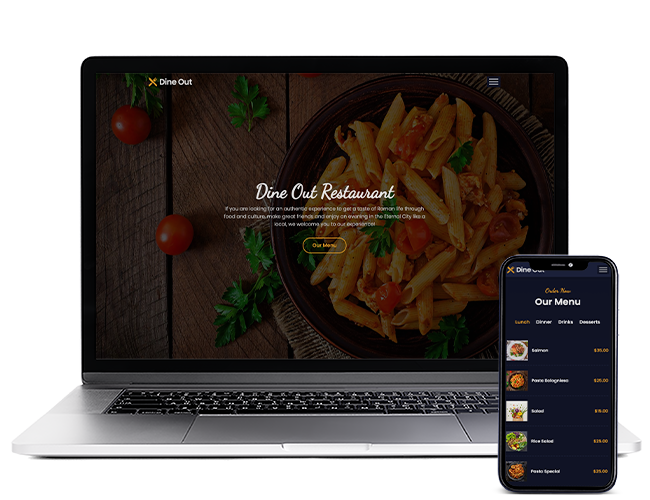 Dine Out
Dine Out Restaurant
If you are looking for an authentic experience to get a taste of Roman life through
food and culture, make great friends and enjoy an evening in the Eternal City like a
local, we welcome you to our experience!
Our Menu
Dine Out
Order Now
Our Menu
Lunch Dinner Drinks Desserts
Salmon $30.00
Pasta Bologniese $25.00
Salad $15.00
Rice Salad $25.00
Pasta Special $25.00